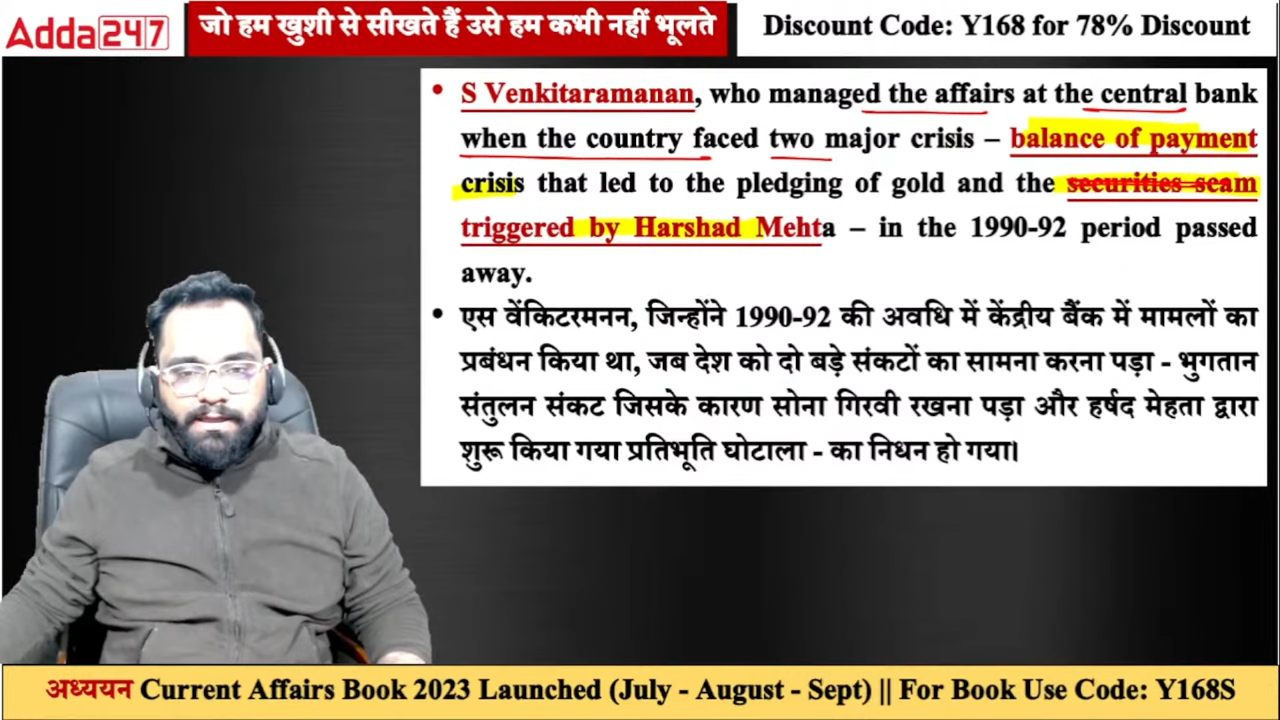 Adda247
जो हम खुशी से सीखते हैं उसे हम कभी नहीं भूलते
Discount Code: Y168 for 78% Discount
• S Venkitaramanan, who managed the affairs at the central bank
when the country faced two major crisis – balance of payment
crisis that led to the pledging of gold and the securities scam
triggered by Harshad Mehta – in the 1990-92 period passed
away.
• एस वेंकिटरमनन, जिन्होंने 1990-92 की अवधि में केंद्रीय बैंक में मामलों का
प्रबंधन किया था, जब देश को दो बड़े संकटों का सामना करना पड़ा - भुगतान
संतुलन संकट जिसके कारण सोना गिरवी रखना पड़ा और हर्षद मेहता द्वारा
शुरू किया गया प्रतिभूति घोटाला - का निधन हो गया।
अध्ययन Current Affairs Book 2023 Launched (July - August - Sept) || For Book Use Code: Y168S